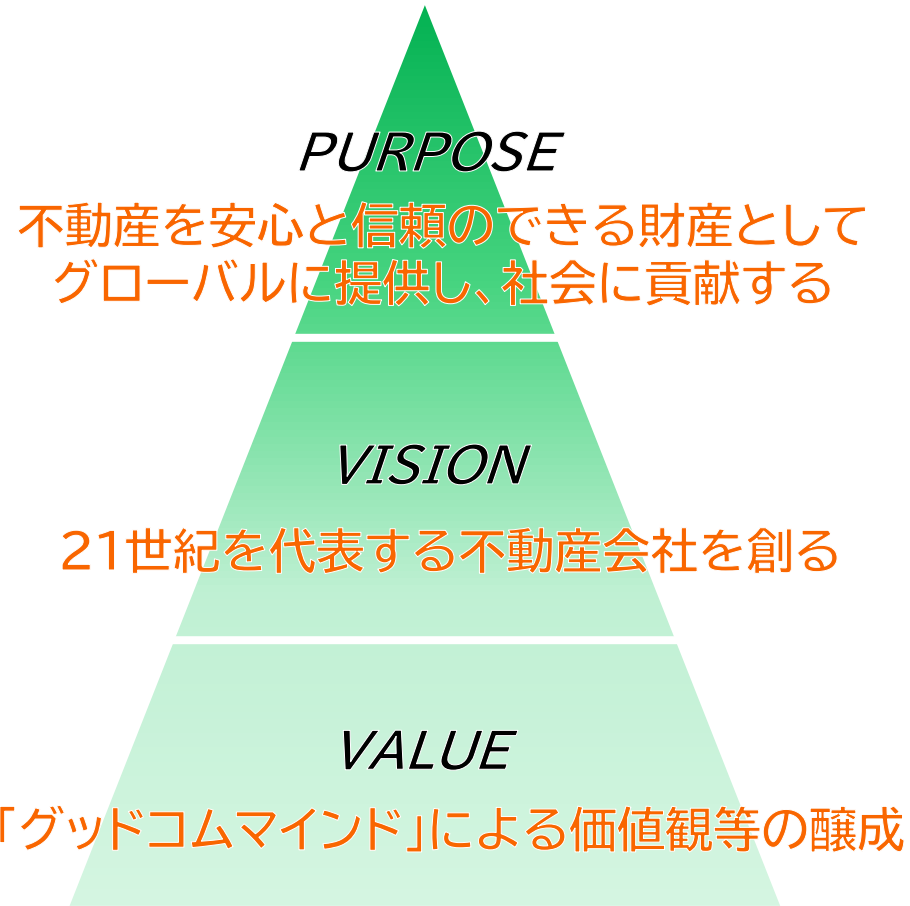 PURPOSE
不動産を安心と信頼のできる財産として
グローバルに提供し、社会に貢献する
VISION
21世紀を代表する不動産会社を創る
VALUE
「グッドコムマインド」による価値観等の醸成